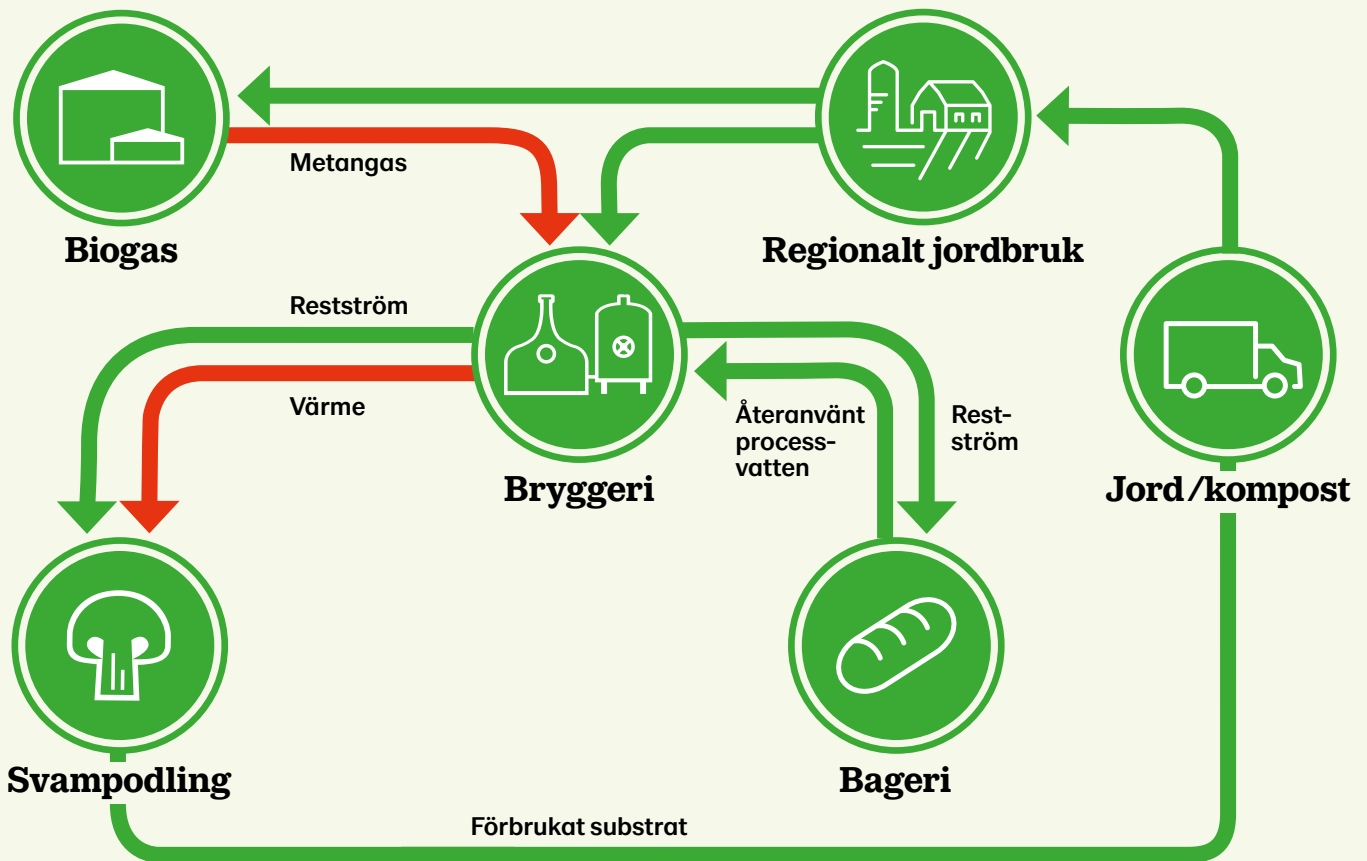 Metangas
Biogas
Regionalt jordbruk
Restström
Värme
Återanvänt
process-
vatten
Rest-
ström
Bryggeri
Jord/kompost
Svampodling
Bageri
Förbrukat substrat